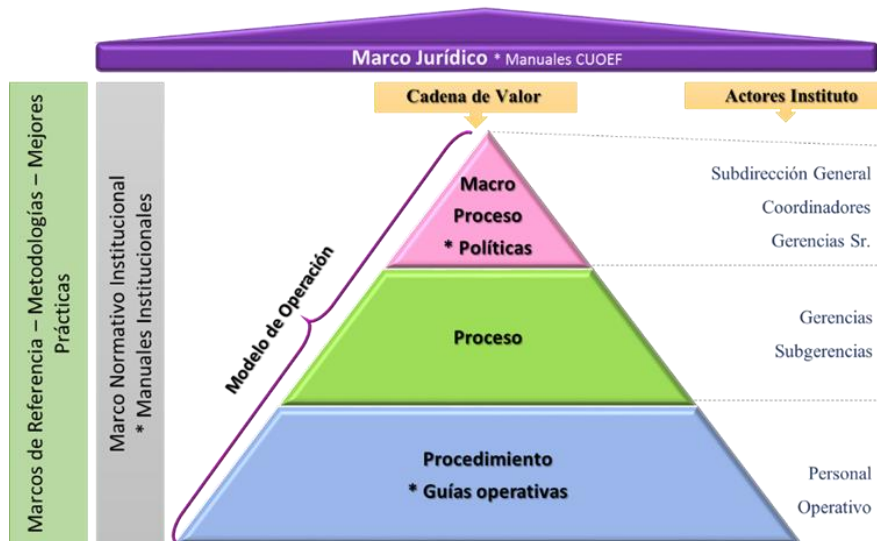 Marco Jurídico * Manuales CUOEF
Marcos de Referencia – Metodologías – Mejores
Prácticas
Marco Normativo Institucional
* Manuales Institucionales
Cadena de Valor
Actores Instituto
Modelo de Operación
Macro
Proceso
* Políticas
Subdirección General
Coordinadores
Gerencias Sr.
Proceso
Gerencias
Subgerencias
Procedimiento
* Guías operativas
Personal
Operativo